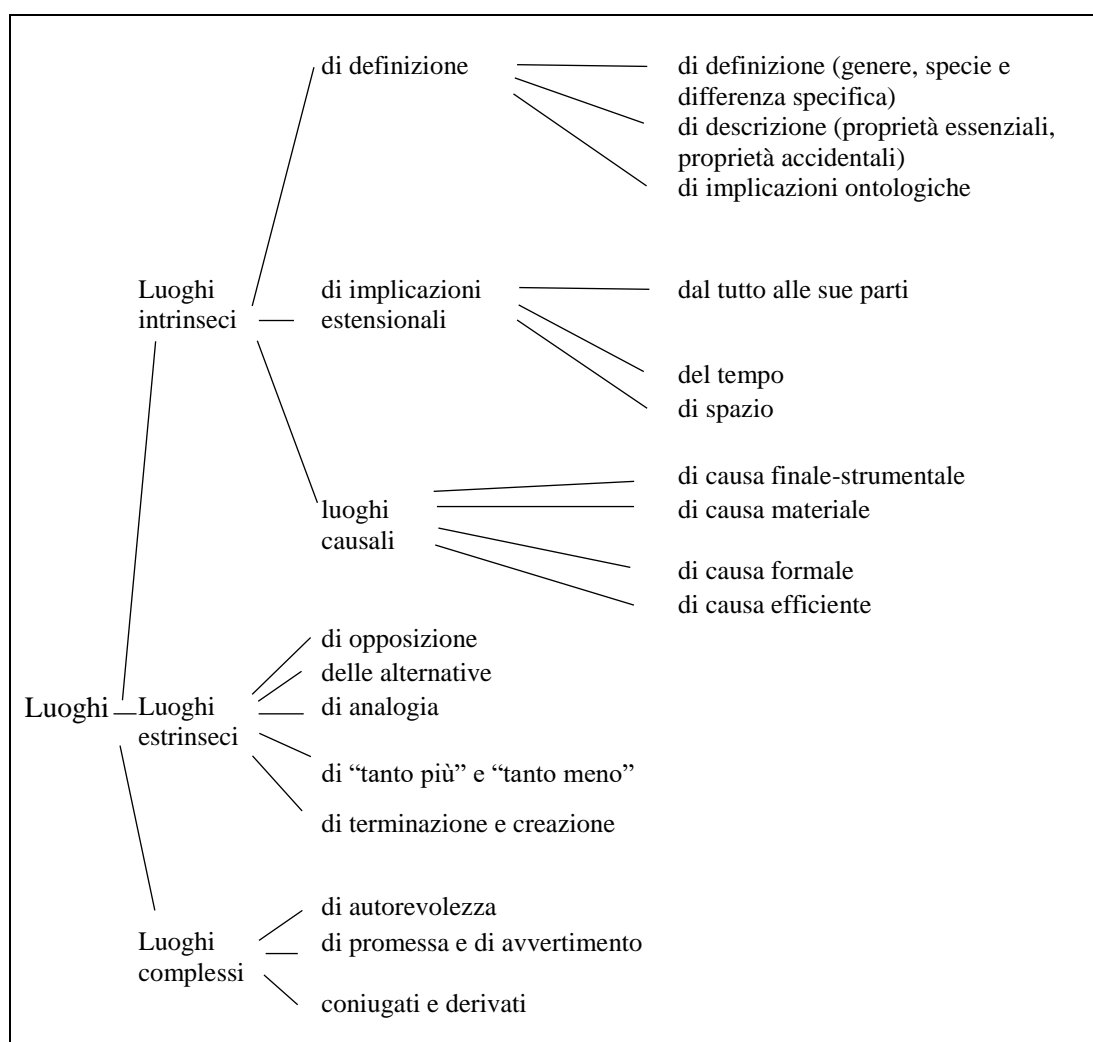 di definizione
di definizione (genere, specie e
differenza specifica)
di descrizione (proprietà essenziali,
proprietà accidentali)
di implicazioni ontologiche
Luoghi
intrinseci
di implicazioni
estensionali
dal tutto alle sue parti
del tempo
di spazio
luoghi
causali
di causa finale-strumentale
di causa materiale
di causa formale
di causa efficiente
Luoghi
Luoghi
estrinseci
di opposizione
delle alternative
di analogia
di “tanto più” e “tanto meno”
di terminazione e creazione
Luoghi
complessi
di autorevolezza
di promessa e di avvertimento
coniugati e derivati